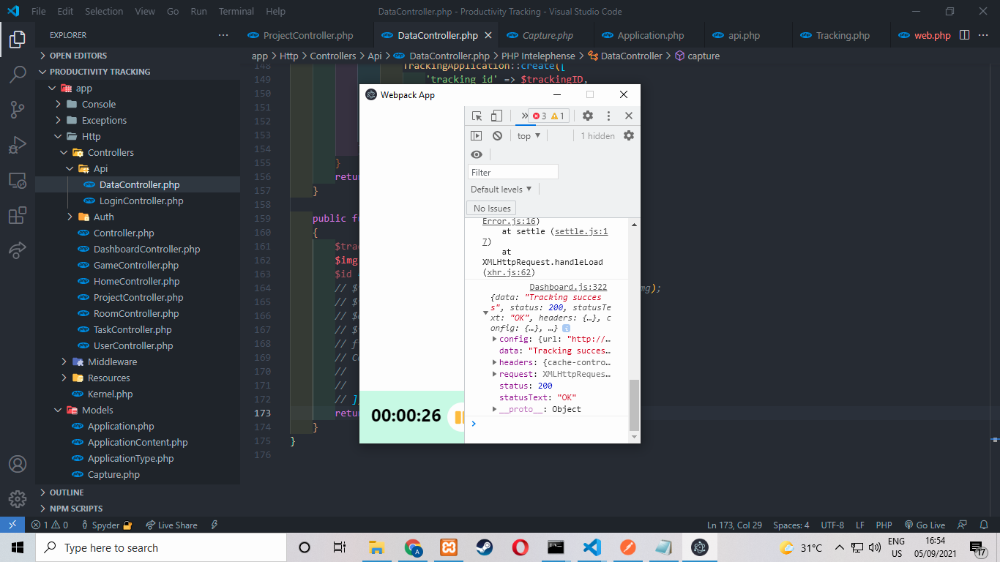 File Edit Selection View Go Run Terminal Help DataController.php - Productivity Tracking - Visual Studio Code
EXPLORER ···
ProjectController.php DataController.php Capture.php Application.php api.php Tracking.php web.php
app > Http > Controllers > Api > DataController.php > PHP Intelephense > DataController > capture
OPEN EDITORS
PRODUCTIVITY TRACKING
app
Console
Exceptions
Http
Controllers
Api
DataController.php
LoginController.php
Auth
Controller.php
DashboardController.php
GameController.php
HomeController.php
ProjectController.php
RoomController.php
TaskController.php
UserController.php
Middleware
Resources
Kernel.php
Models
Application.php
ApplicationContent.php
ApplicationType.php
Capture.php
OUTLINE
NPM SCRIPTS
148 TrackingApplication::create([
149 'tracking_id' => $trackingID,
150
151
152
153
154
155 }
156 retu
157 }
158
159 public f
160 {
161 $tra
162 $img
163 $id
164 // $ mg);
165 // $
166 // $
167 // $
168 // f
169 // C
170 //
171 //
172 // ]
173 retu
174 }
175 }
176
Webpack App
3 1
top 1 hidden
Filter
Default levels
No Issues
Error.js:16)
at settle (settle.js:1
7)
at
XMLHttpRequest.handleLoad
(xhr.js:62)
Dashboard.js:322
{data: "Tracking succes
s", status: 200, statusTe
xt: "OK", headers: {…}, c
onfig: {…}, …}
config: {url: "http://…
data: "Tracking succes…
headers: {cache-contro…
request: XMLHttpReques…
status: 200
statusText: "OK"
__proto__: Object
00:00:26
1 0 Spyder Live Share Ln 173, Col 29 Spaces: 4 UTF-8 LF PHP Go Live
Type here to search
31°C
ENG
US
16:54
05/09/2021
17